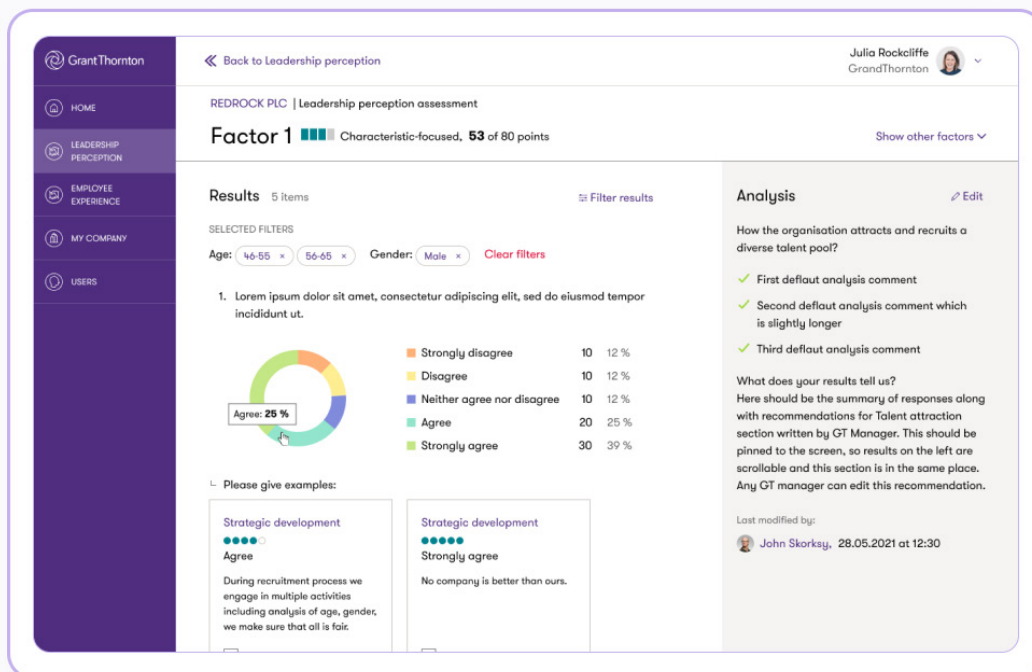 GrantThornton
HOME
LEADERSHIP
PERCEPTION
EMPLOYEE
EXPERIENCE
MY COMPANY
USERS
Back to Leadership perception
Julia Rockcliffe
GrandThornton
REDROCK PLC | Leadership perception assessment
Factor 1 Characteristic-focused, 53 of 80 points
Show other factors
Results 5 items
Filter results
SELECTED FILTERS
Age: 46-55 × 56-65 × Gender: Male × Clear filters
1. Lorem ipsum dolor sit amet, consectetur adipiscing elit, sed do eiusmod tempor
incididunt ut.
Agree: 25 %
Strongly disagree 10 12 %
Disagree 10 12 %
Neither agree nor disagree 10 12 %
Agree 20 25 %
Strongly agree 30 39 %
Please give examples:
Strategic development
Agree
During recruitment process we
engage in multiple activities
including analysis of age, gender,
we make sure that all is fair.
Strategic development
Strongly agree
No company is better than ours.
Analysis
Edit
How the organisation attracts and recruits a
diverse talent pool?
First deflaut analysis comment
Second deflaut analysis comment which
is slightly longer
Third deflaut analysis comment
What does your results tell us?
Here should be the summary of responses along
with recommendations for Talent attraction
section written by GT Manager. This should be
pinned to the screen, so results on the left are
scrollable and this section is in the same place.
Any GT manager can edit this recommendation.
Last modified by:
John Skorksy, 28.05.2021 at 12:30